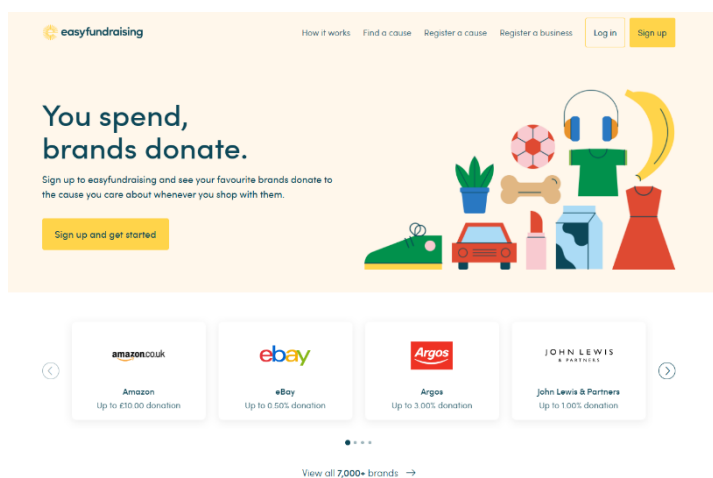 easyfundraising
How it works Find a cause Register a cause Register a business Log in Sign up
You spend,
brands donate.
Sign up to easyfundraising and see your favourite brands donate to
the cause you care about whenever you shop with them.
Sign up and get started
amazon.co.uk
ebay
Argos
JOHN LEWIS
& PARTNERS
Amazon
Up to £10.00 donation
eBay
Up to 0.50% donation
Argos
Up to 3.00% donation
John Lewis & Partners
Up to 1.00% donation
View all 7,000+ brands